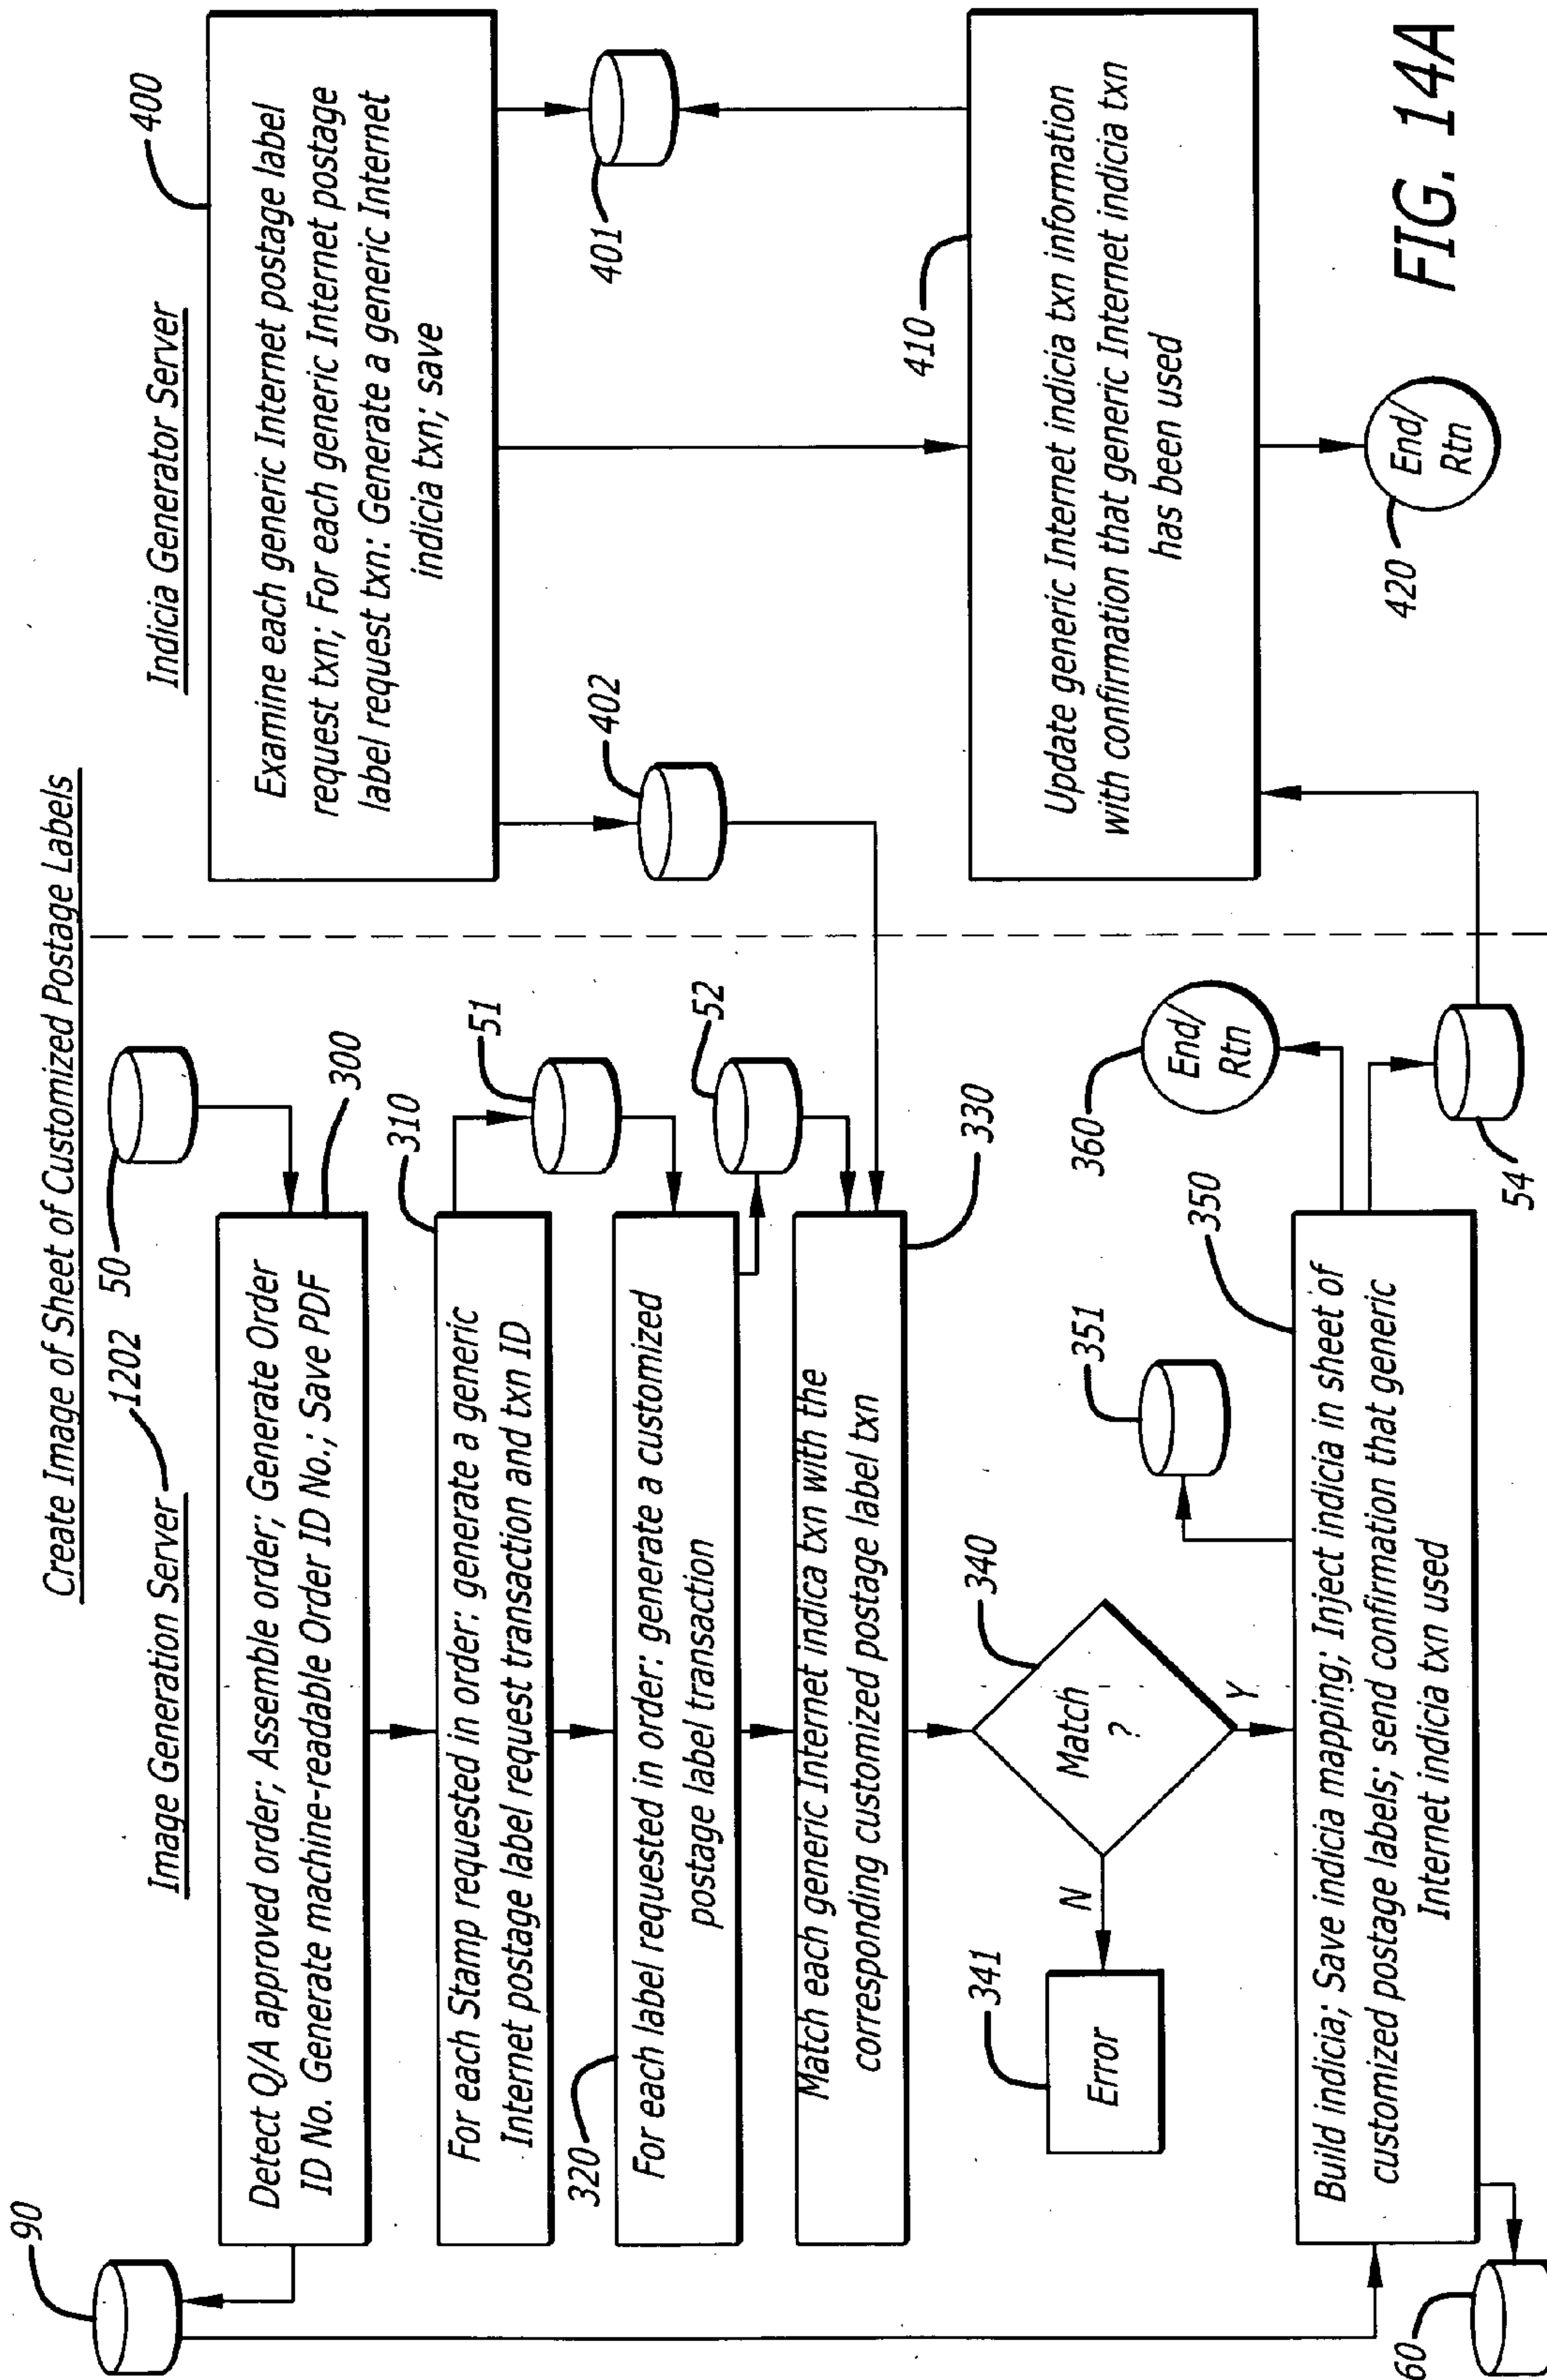 Create Image of Sheet of Customized Postage Labels
Image Generation Server
1202
50
90
300
Detect Q/A approved order; Assemble order; Generate Order
ID No. Generate machine-readable Order ID No.; Save PDF
310
For each Stamp requested in order: generate a generic
Internet postage label request transaction and txn ID
51
320
For each label requested in order: generate a customized
postage label transaction
52
Match each generic Internet indica txn with the
corresponding customized postage label txn
330
340
Match
?
N
Y
341
Error
351
350
Build indicia; Save indicia mapping; Inject indicia in sheet of
customized postage labels; send confirmation that generic
Internet indicia txn used
360
End/
Rtn
54
60
Indicia Generator Server
400
Examine each generic Internet postage label
request txn; For each generic Internet postage
label request txn: Generate a generic Internet
indicia txn; save
402
401
410
Update generic Internet indicia txn information
with confirmation that generic Internet indicia txn
has been used
420
End/
Rtn
FIG. 14A